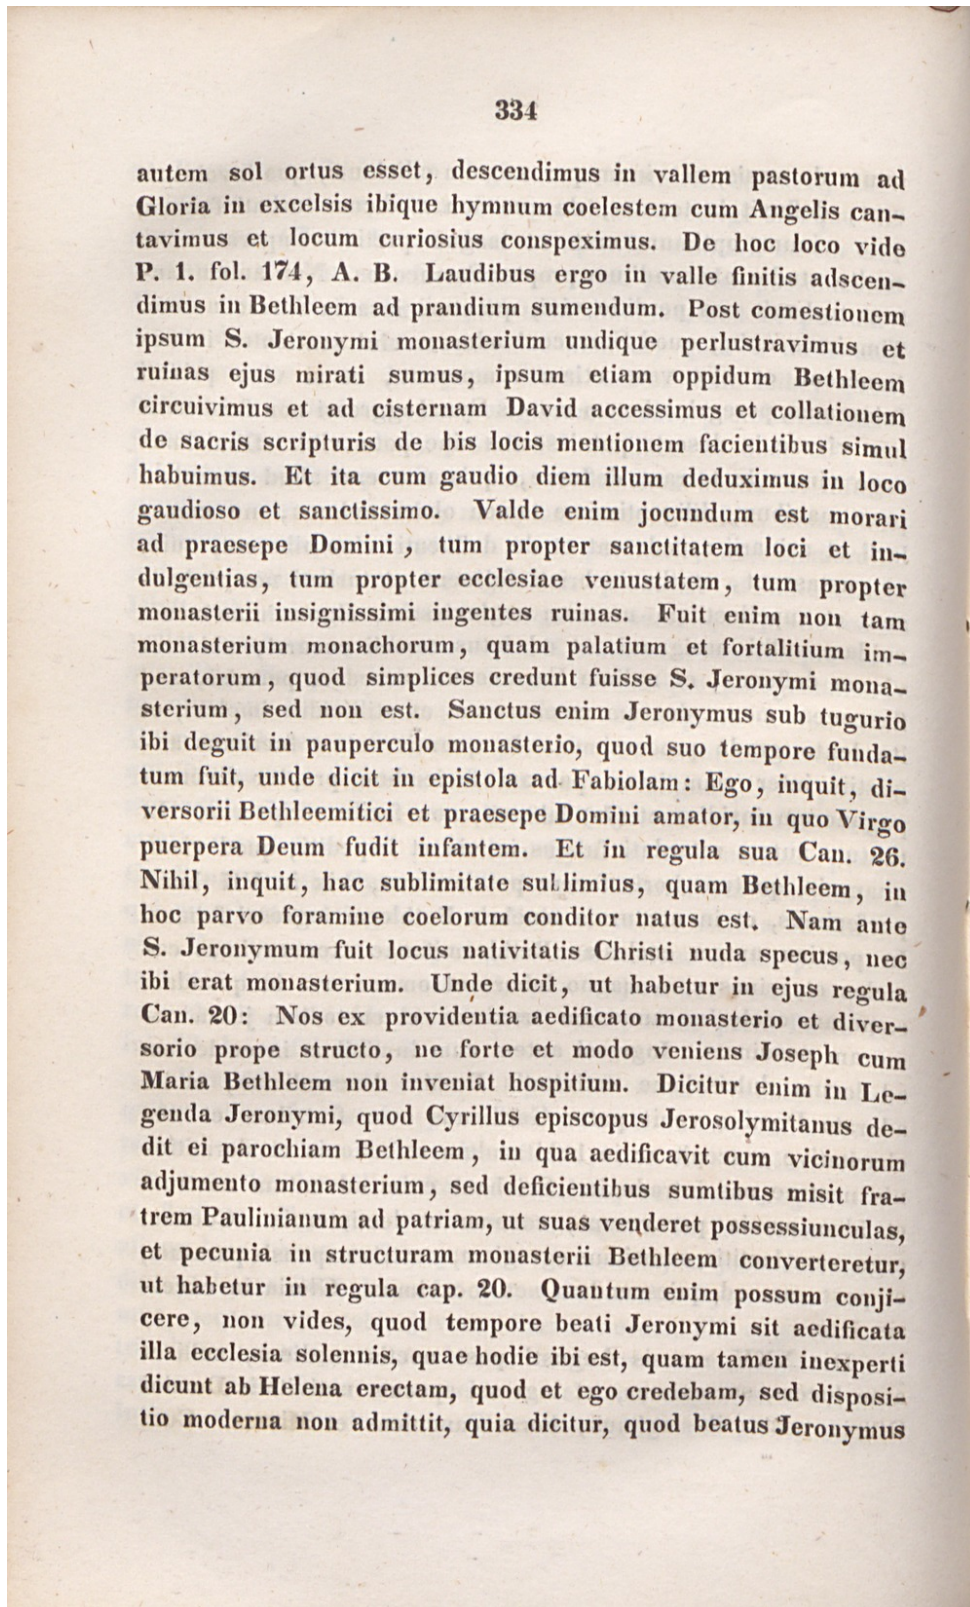 334
autem sol ortus esset, descendimus in vallem pastorum ad
Gloria in excelsis ibique hymnum coelestem cum Angelis can-
tavimus et locum curiosius conspeximus. De hoc loco vide
P. 1. fol. 174, A. B. Laudibus ergo in valle finitis adscen-
dimus in Bethleem ad prandium sumendum. Post comestionem
ipsum S. Jeronymi monasterium undique perlustravimus et
ruinas ejus mirati sumus, ipsum etiam oppidum Bethleem
circuivimus et ad cisternam David accessimus et collationem
de sacris scripturis de his locis mentionem facientibus simul
habuimus. Et ita cum gaudio diem illum deduximus in loco
gaudioso et sanctissimo. Valde enim jocundum est morari
ad praesepe Domini, tum propter sanctitatem loci et in-
dulgentias, tum propter ecclesiae venustatem, tum propter
monasterii insignissimi ingentes ruinas. Fuit enim non tam
monasterium monachorum, quam palatium et fortalitium im-
peratorum, quod simplices credunt fuisse S. Jeronymi mona-
sterium, sed non est. Sanctus enim Jeronymus sub tugurio
ibi deguit in pauperculo monasterio, quod suo tempore funda-
tum fuit, unde dicit in epistola ad Fabiolam: Ego, inquit, di-
versorii Bethleemitici et praesepe Domini amator, in quo Virgo
puerpera Deum fudit infantem. Et in regula sua Can. 26.
Nihil, inquit, hac sublimitate sublimius, quam Bethleem, in
hoc parvo foramine coelorum conditor natus est. Nam ante
S. Jeronymum fuit locus nativitatis Christi nuda specus, nec
ibi erat monasterium. Unde dicit, ut habetur in ejus regula
Can. 20: Nos ex providentia aedificato monasterio et diver-
sorio prope structo, ne forte et modo veniens Joseph cum
Maria Bethleem non inveniat hospitium. Dicitur enim in Le-
genda Jeronymi, quod Cyrillus episcopus Jerosolymitanus de-
dit ei parochiam Bethleem, in qua aedificavit cum vicinorum
adjumento monasterium, sed deficientibus sumtibus misit fra-
trem Paulinianum ad patriam, ut suas venderet possessiunculas,
et pecunia in structuram monasterii Bethleem converteretur,
ut habetur in regula cap. 20. Quantum enim possum conji-
cere, non vides, quod tempore beati Jeronymi sit aedificata
illa ecclesia solennis, quae hodie ibi est, quam tamen inexperti
dicunt ab Helena erectam, quod et ego credebam, sed disposi-
tio moderna non admittit, quia dicitur, quod beatus Jeronymus